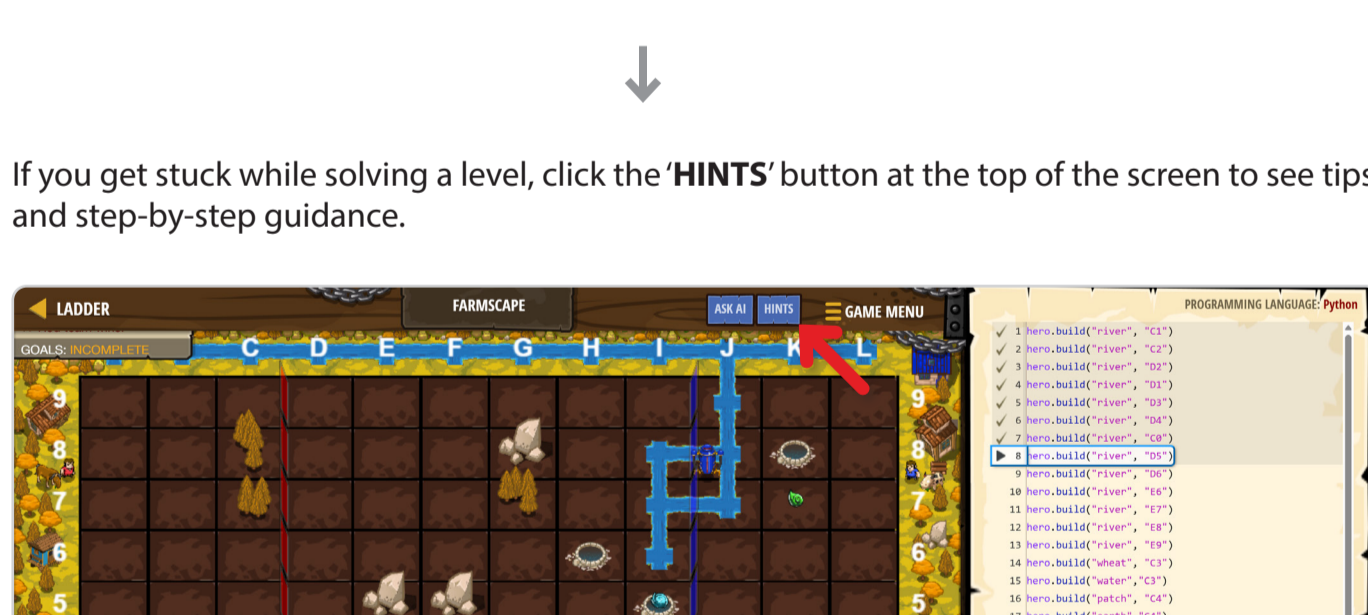 If you get stuck while solving a level, click the ‘HINTS’ button at the top of the screen to see tips
and step-by-step guidance.
LADDER
FARMSCAPE
ASK AI
HINTS
GAME MENU
PROGRAMMING LANGUAGE: Python
GOALS: INCOMPLETE
C D E F G H I J K L
9 9
8 8
7 7
6 6
5 5
1 hero.build("river", "C1")
2 hero.build("river", "C2")
3 hero.build("river", "D2")
4 hero.build("river", "D1")
5 hero.build("river", "D3")
6 hero.build("river", "D4")
7 hero.build("river", "C0")
8 hero.build("river", "D5")
9 hero.build("river", "D6")
10 hero.build("river", "E6")
11 hero.build("river", "E7")
12 hero.build("river", "E8")
13 hero.build("river", "E9")
14 hero.build("wheat", "C3")
15 hero.build("water","C3")
16 hero.build("patch", "C4")